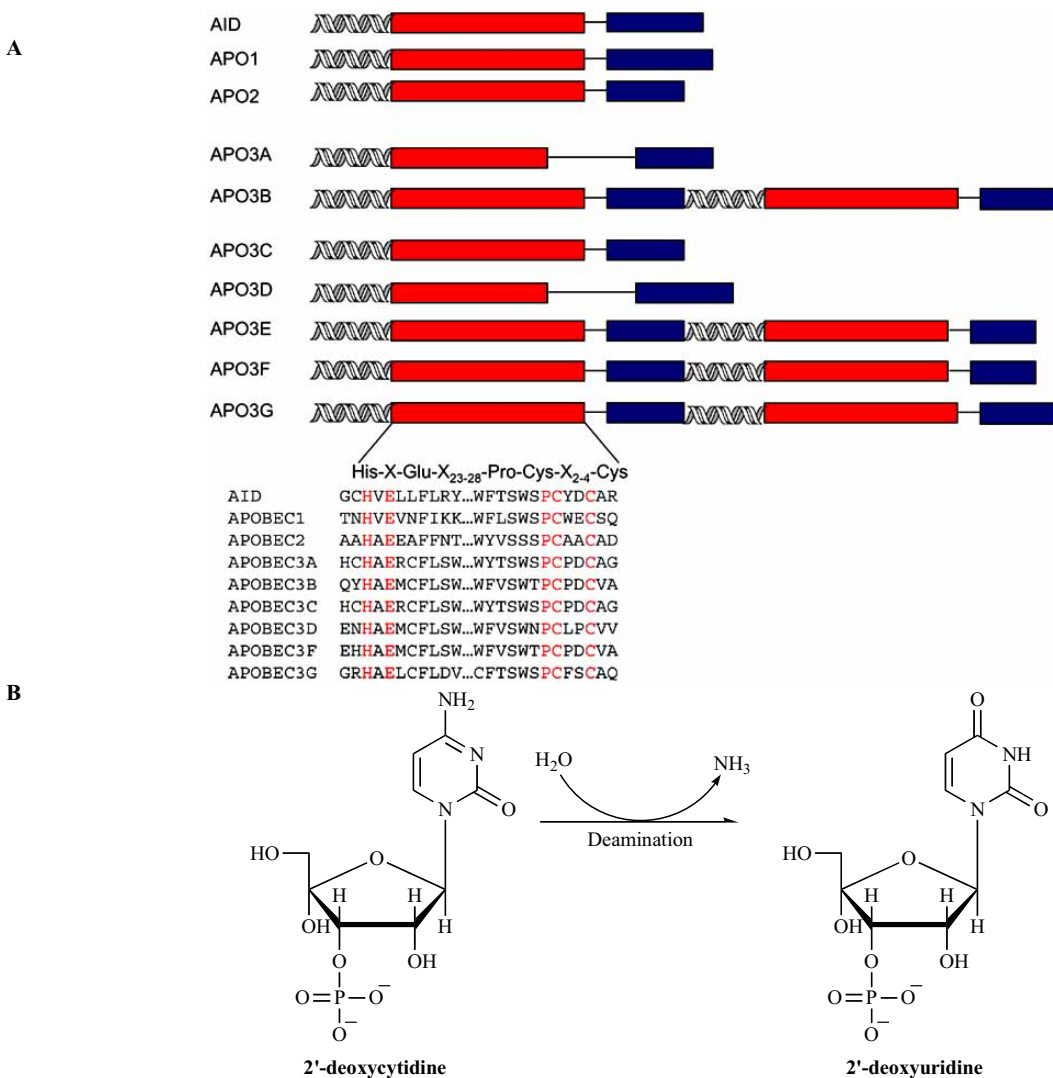 A
AID
APO1
APO2
APO3A
APO3B
APO3C
APO3D
APO3E
APO3F
APO3G
His-X-Glu-X23-28-Pro-Cys-X2-4-Cys
AID GCHVELLFLRY...WFTSWSPCYDCAR
APOBEC1 TNHVEVNFIKK...WFLSWSPCWECSQ
APOBEC2 AAHAEEAFFNT...WYVSSSPCAACAD
APOBEC3A HCHAERCFLSW...WYTSWSPCPDCAG
APOBEC3B QYHAEMCFLSW...WFVSWTPCPDCVA
APOBEC3C HCHAERCFLSW...WYTSWSPCPDCAG
APOBEC3D ENHAEMCFLSW...WFVSWNPCLPCVV
APOBEC3F EHHAEMCFLSW...WFVSWTPCPDCVA
APOBEC3G GRHAELCFLDV...CFTSWSPCFSCAQ
B
NH2
N
O
N
HO
O
H
H
OH
H
O
OH
O=P—O−
O−
2'-deoxycytidine
H2O
NH3
Deamination
O
NH
O
N
HO
O
H
H
OH
H
O
OH
O=P—O−
O−
2'-deoxyuridine